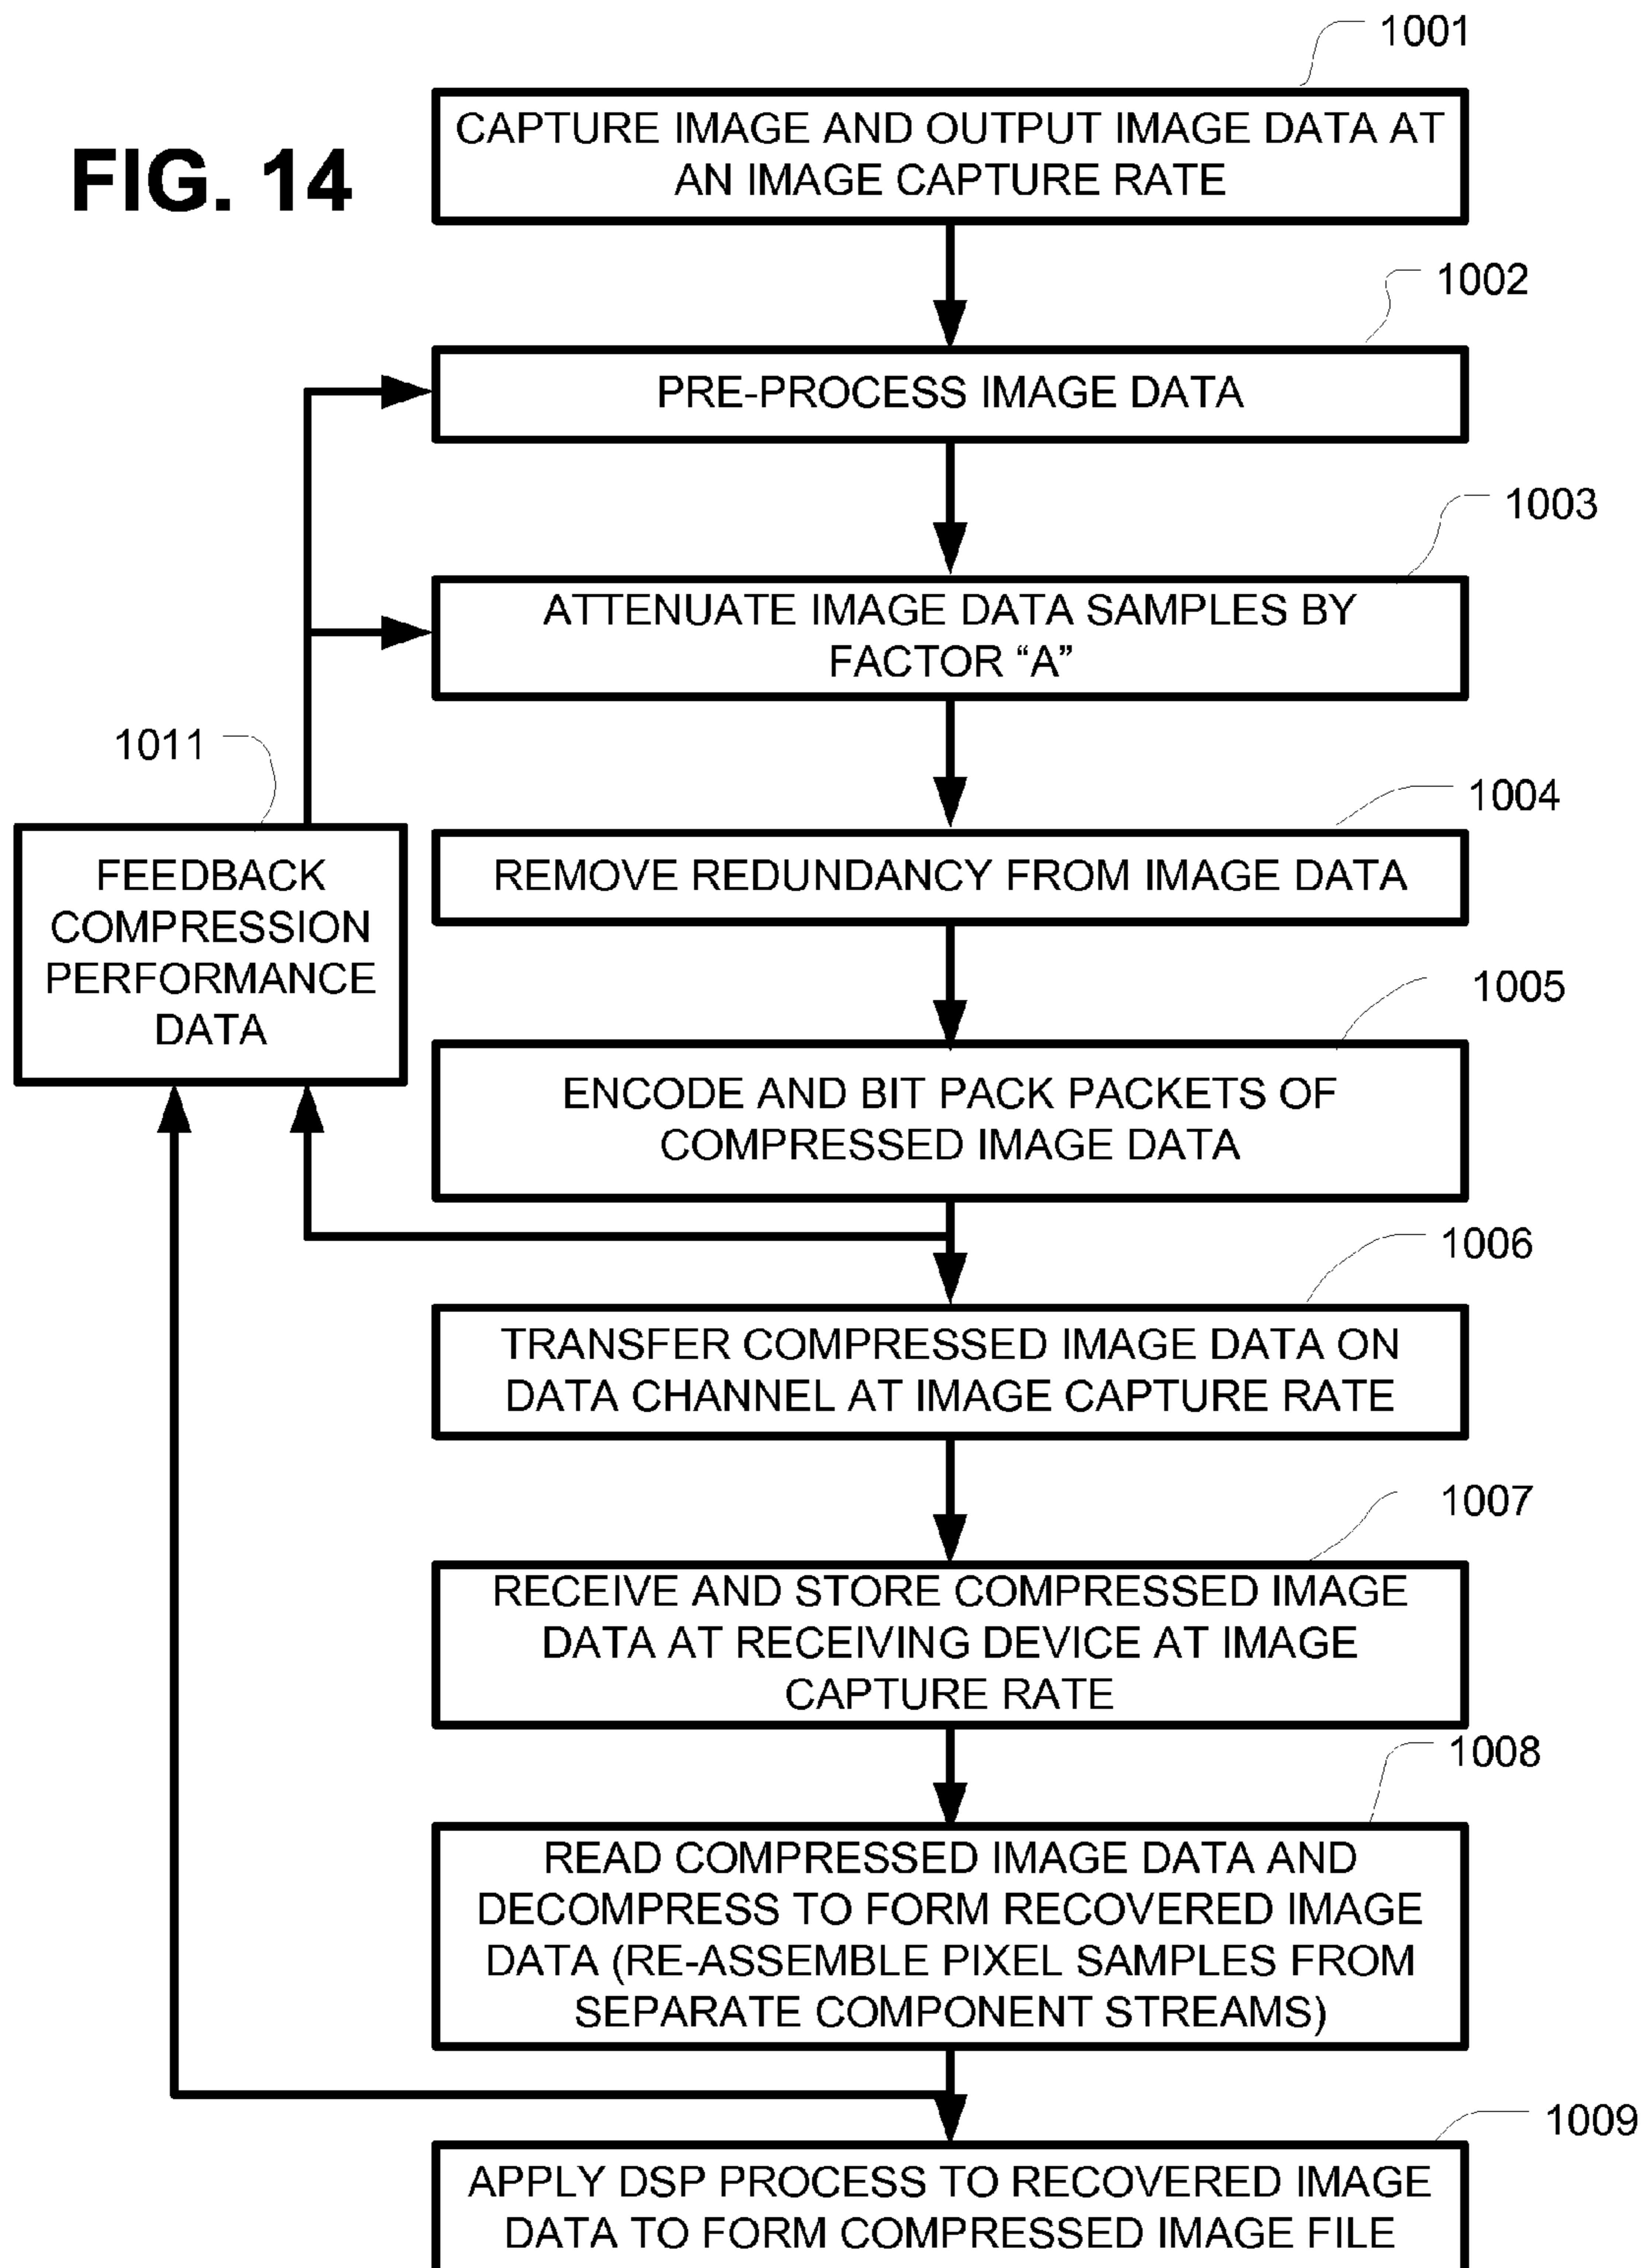 FIG. 14
1001
CAPTURE IMAGE AND OUTPUT IMAGE DATA AT
AN IMAGE CAPTURE RATE
1002
PRE-PROCESS IMAGE DATA
1003
ATTENUATE IMAGE DATA SAMPLES BY
FACTOR “A”
1011
FEEDBACK
COMPRESSION
PERFORMANCE
DATA
1004
REMOVE REDUNDANCY FROM IMAGE DATA
1005
ENCODE AND BIT PACK PACKETS OF
COMPRESSED IMAGE DATA
1006
TRANSFER COMPRESSED IMAGE DATA ON
DATA CHANNEL AT IMAGE CAPTURE RATE
1007
RECEIVE AND STORE COMPRESSED IMAGE
DATA AT RECEIVING DEVICE AT IMAGE
CAPTURE RATE
1008
READ COMPRESSED IMAGE DATA AND
DECOMPRESS TO FORM RECOVERED IMAGE
DATA (RE-ASSEMBLE PIXEL SAMPLES FROM
SEPARATE COMPONENT STREAMS)
1009
APPLY DSP PROCESS TO RECOVERED IMAGE
DATA TO FORM COMPRESSED IMAGE FILE